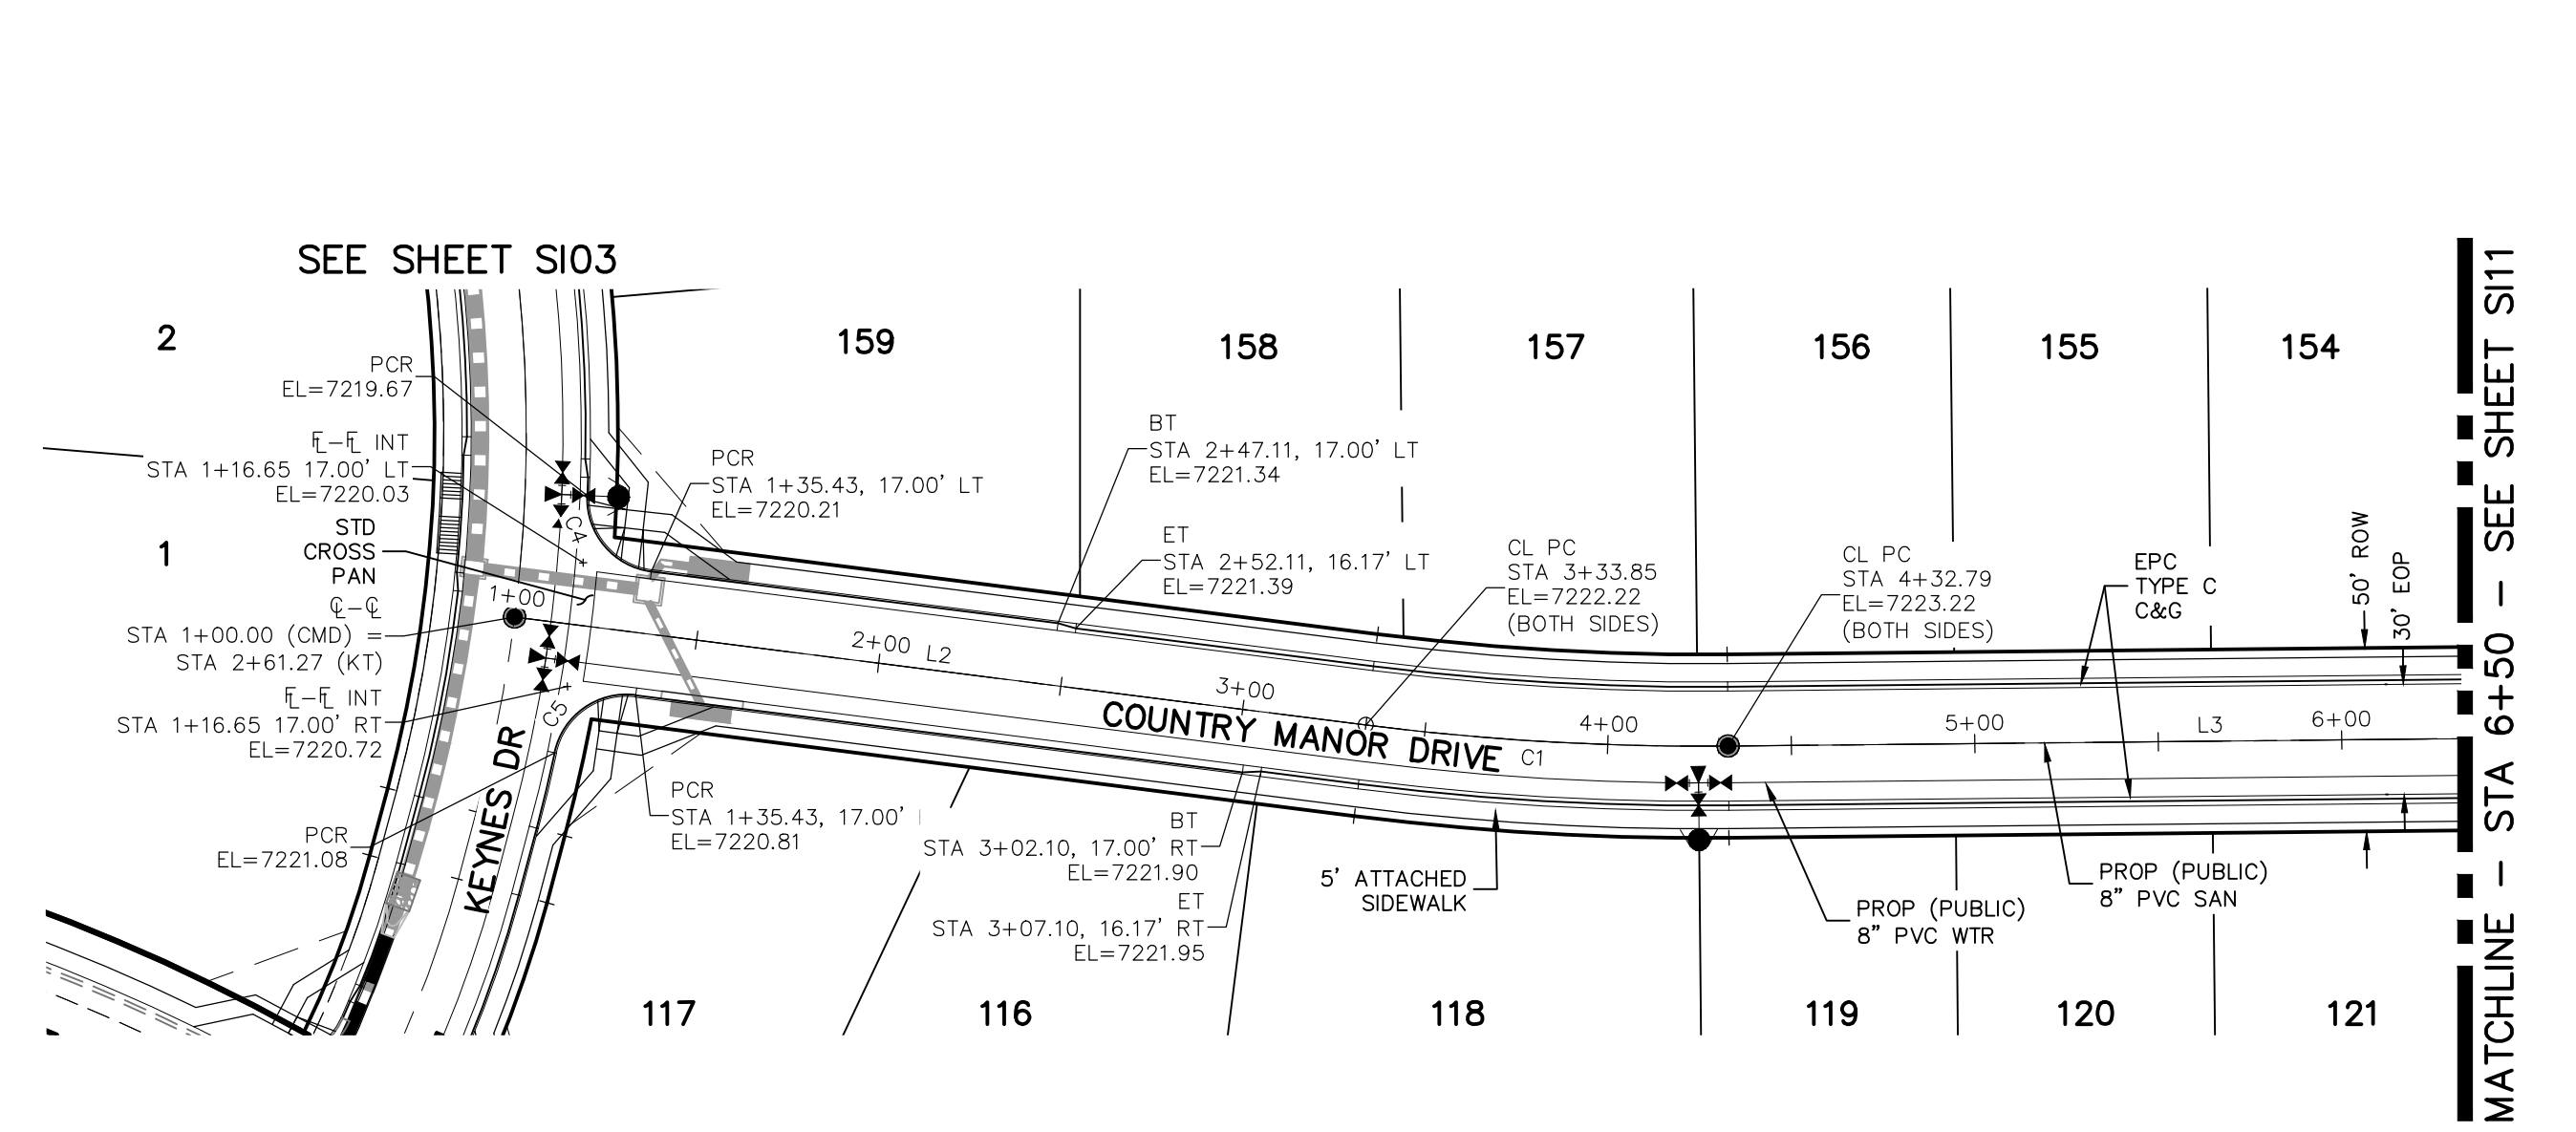 SEE SHEET SI03
2
159
158
157
156
155
154
PCR
EL=7219.67
FL-FL INT
STA 1+16.65 17.00' LT
EL=7220.03
STD
CROSS
PAN
1
CL-CL
STA 1+00.00 (CMD) =
STA 2+61.27 (KT)
FL-FL INT
STA 1+16.65 17.00' RT
EL=7220.72
PCR
EL=7221.08
PCR
STA 1+35.43, 17.00' LT
EL=7220.21
C4
C5
KEYNES DR
PCR
STA 1+35.43, 17.00'
EL=7220.81
BT
STA 2+47.11, 17.00' LT
EL=7221.34
ET
STA 2+52.11, 16.17' LT
EL=7221.39
CL PC
STA 3+33.85
EL=7222.22
(BOTH SIDES)
CL PC
STA 4+32.79
EL=7223.22
(BOTH SIDES)
EPC
TYPE C
C&G
50' ROW
30' EOP
1+00
2+00
L2
3+00
4+00
5+00
L3
6+00
COUNTRY MANOR DRIVE
C1
BT
STA 3+02.10, 17.00' RT
EL=7221.90
ET
STA 3+07.10, 16.17' RT
EL=7221.95
5' ATTACHED
SIDEWALK
PROP (PUBLIC)
8" PVC WTR
PROP (PUBLIC)
8" PVC SAN
117
116
118
119
120
121
MATCHLINE - STA 6+50 - SEE SHEET SI11